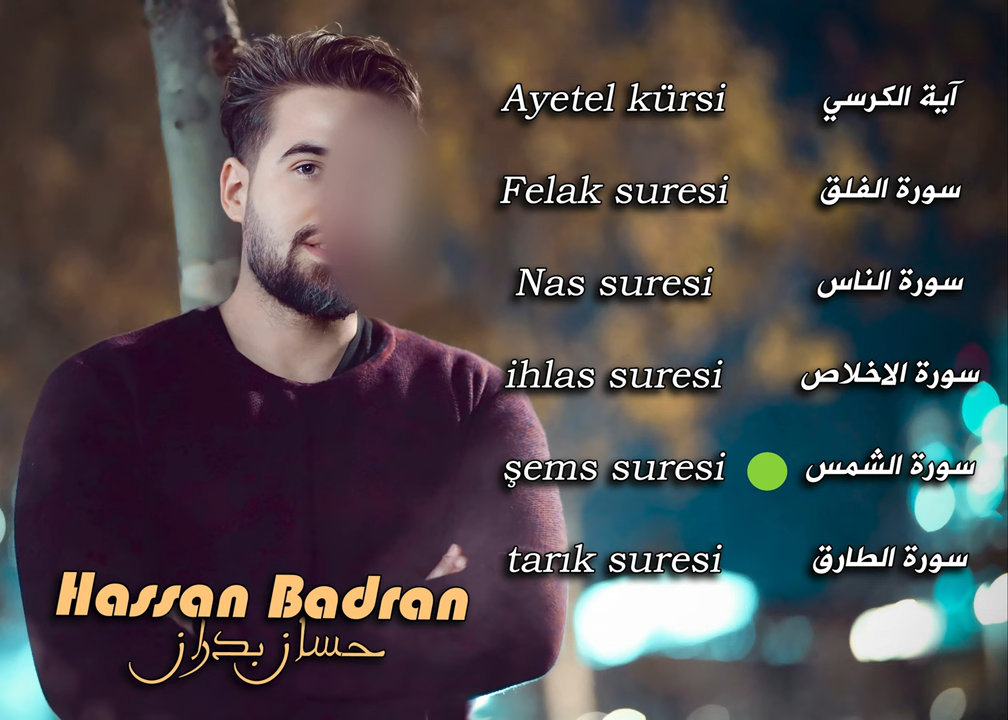 Ayetel kürsi آية الكرسي
Felak suresi سورة الفلق
Nas suresi سورة الناس
ihlas suresi سورة الاخلاص
şems suresi سورة الشمس
tarık suresi سورة الطارق
Hassan Badran
حسان بدران